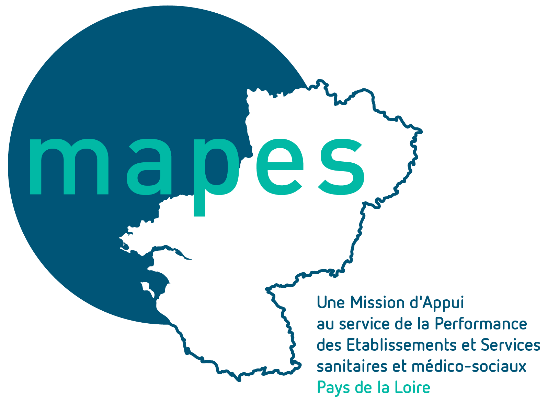 mapes
Une Mission d'Appui
au service de la Performance
des Etablissements et Services
sanitaires et médico-sociaux
Pays de la Loire